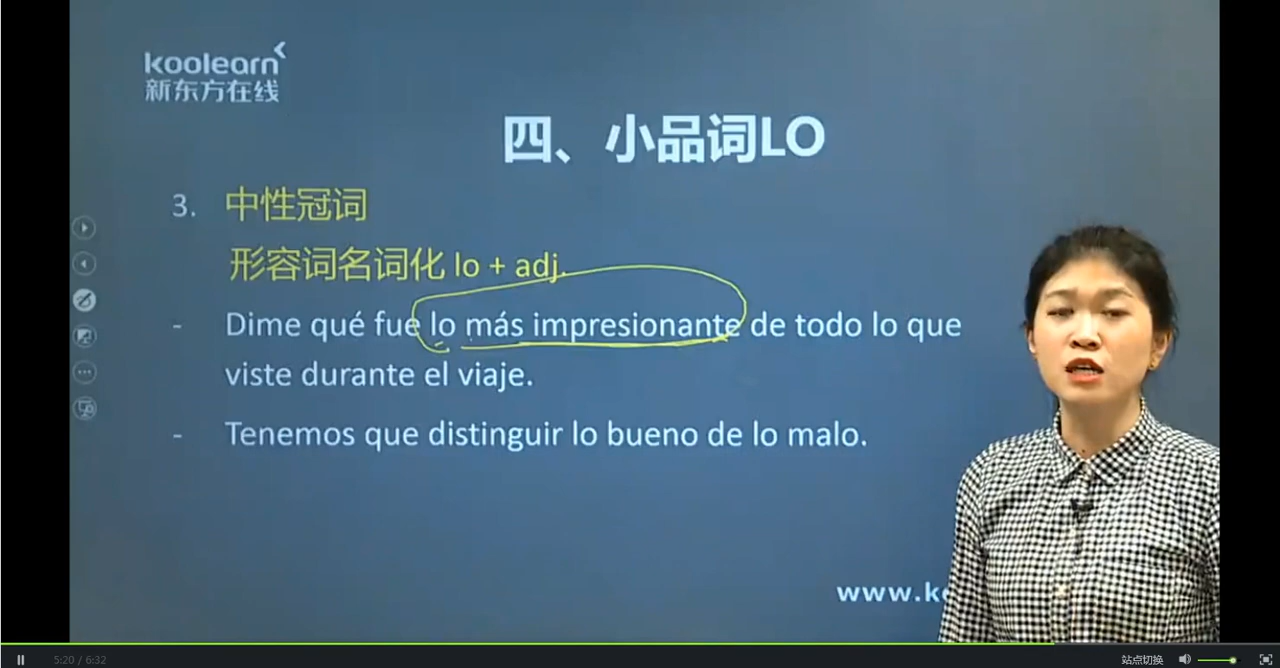 koolearn
新东方在线
四、小品词LO
3. 中性冠词
形容词名词化 lo + adj.
- Dime qué fue lo más impresionante de todo lo que
viste durante el viaje.
- Tenemos que distinguir lo bueno de lo malo.
www.k
5:20 / 6:32
站点切换